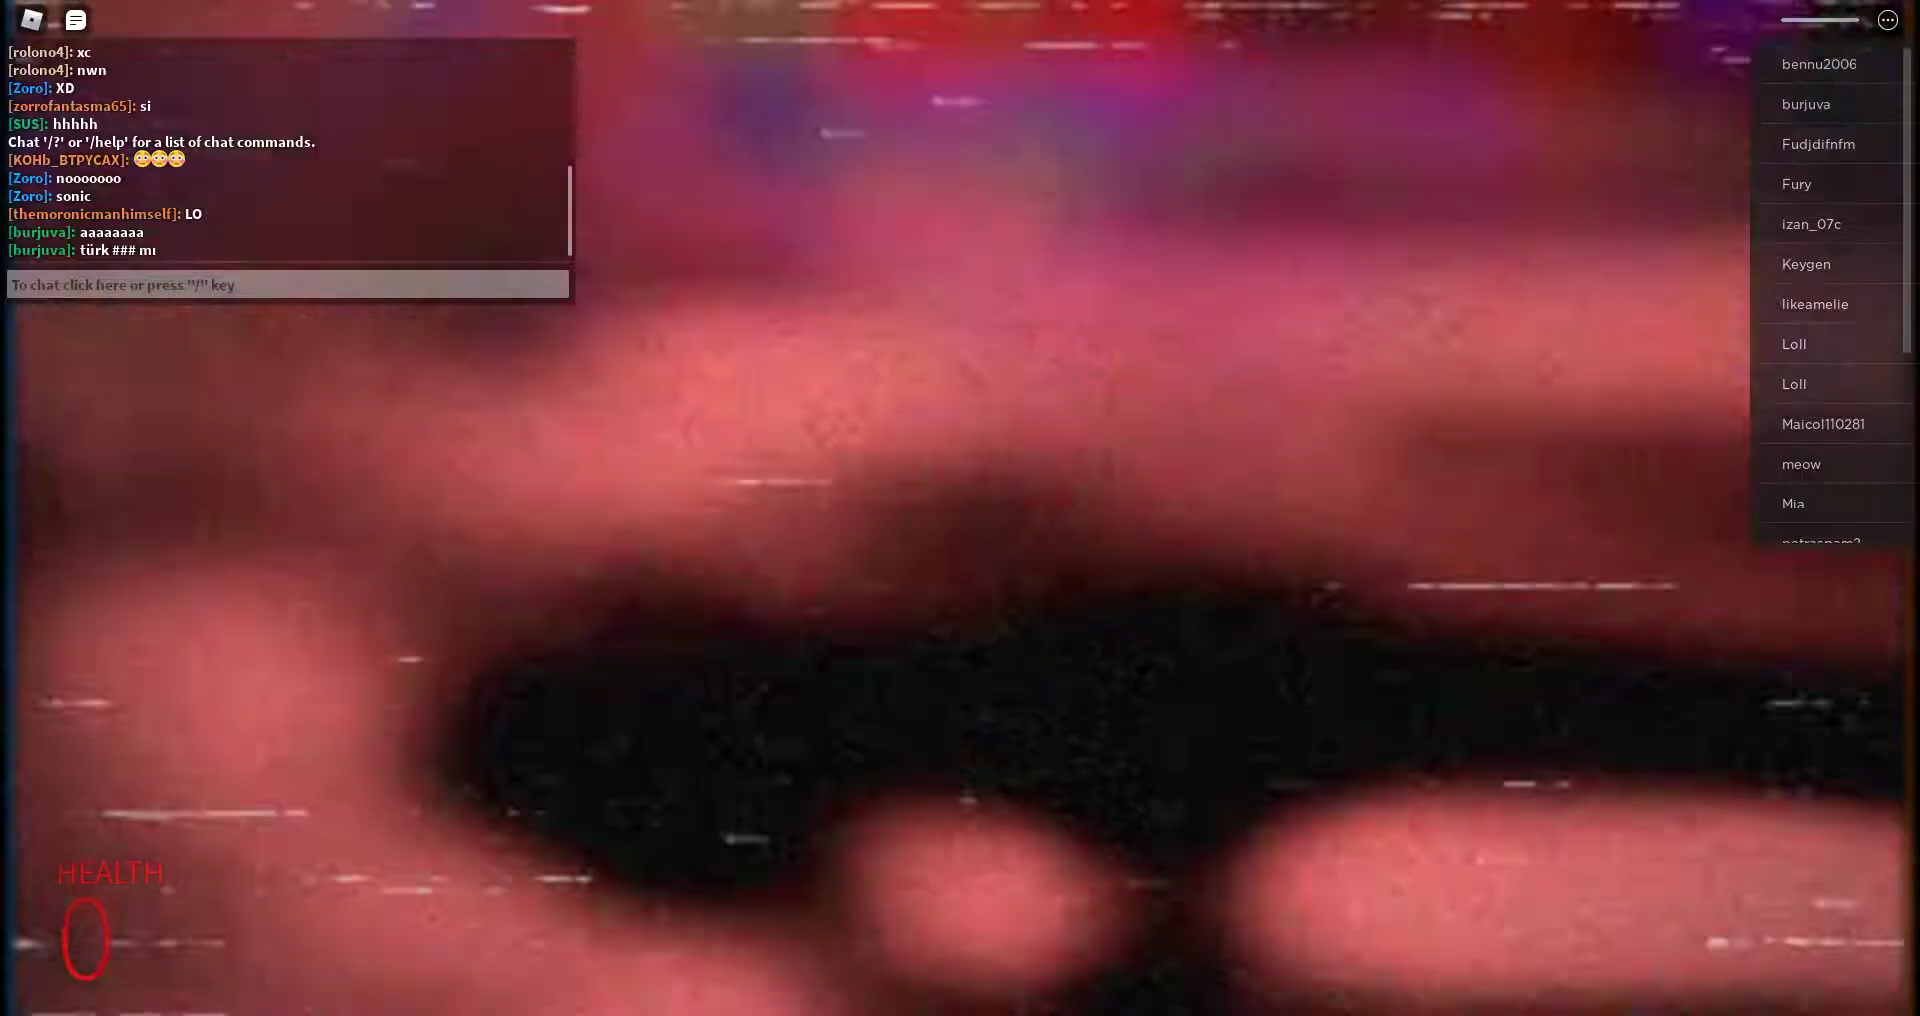 [rolono4]: xc
[rolono4]: nwn
[Zoro]: XD
[zorrofantasma65]: si
[SUS]: hhhhh
Chat '/?' or '/help' for a list of chat commands.
[KOHb_BTPYCAX]: 😳😳😳
[Zoro]: nooooooo
[Zoro]: sonic
[themoronicmanhimself]: LO
[burjuva]: aaaaaaaa
[burjuva]: türk ### mı
To chat click here or press "/" key
bennu2006
burjuva
Fudjdifnfm
Fury
izan_07c
Keygen
likeamelie
Loll
Loll
Maicol110281
meow
Mia
HEALTH
0